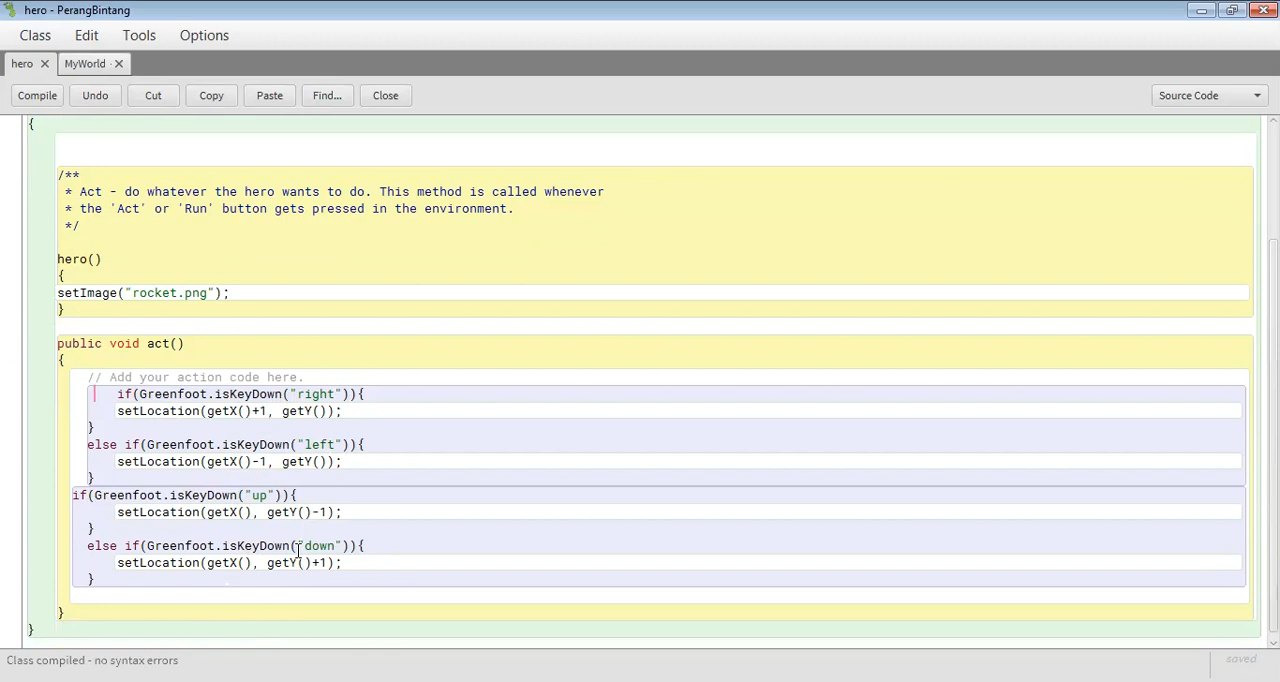 hero - PerangBintang
Class Edit Tools Options
hero MyWorld
Compile Undo Cut Copy Paste Find... Close Source Code
{
/**
* Act - do whatever the hero wants to do. This method is called whenever
* the 'Act' or 'Run' button gets pressed in the environment.
*/
hero()
{
setImage("rocket.png");
}
public void act()
{
// Add your action code here.
if(Greenfoot.isKeyDown("right")){
setLocation(getX()+1, getY());
}
else if(Greenfoot.isKeyDown("left")){
setLocation(getX()-1, getY());
}
if(Greenfoot.isKeyDown("up")){
setLocation(getX(), getY()-1);
}
else if(Greenfoot.isKeyDown("down")){
setLocation(getX(), getY()+1);
}
}
}
Class compiled - no syntax errors
saved